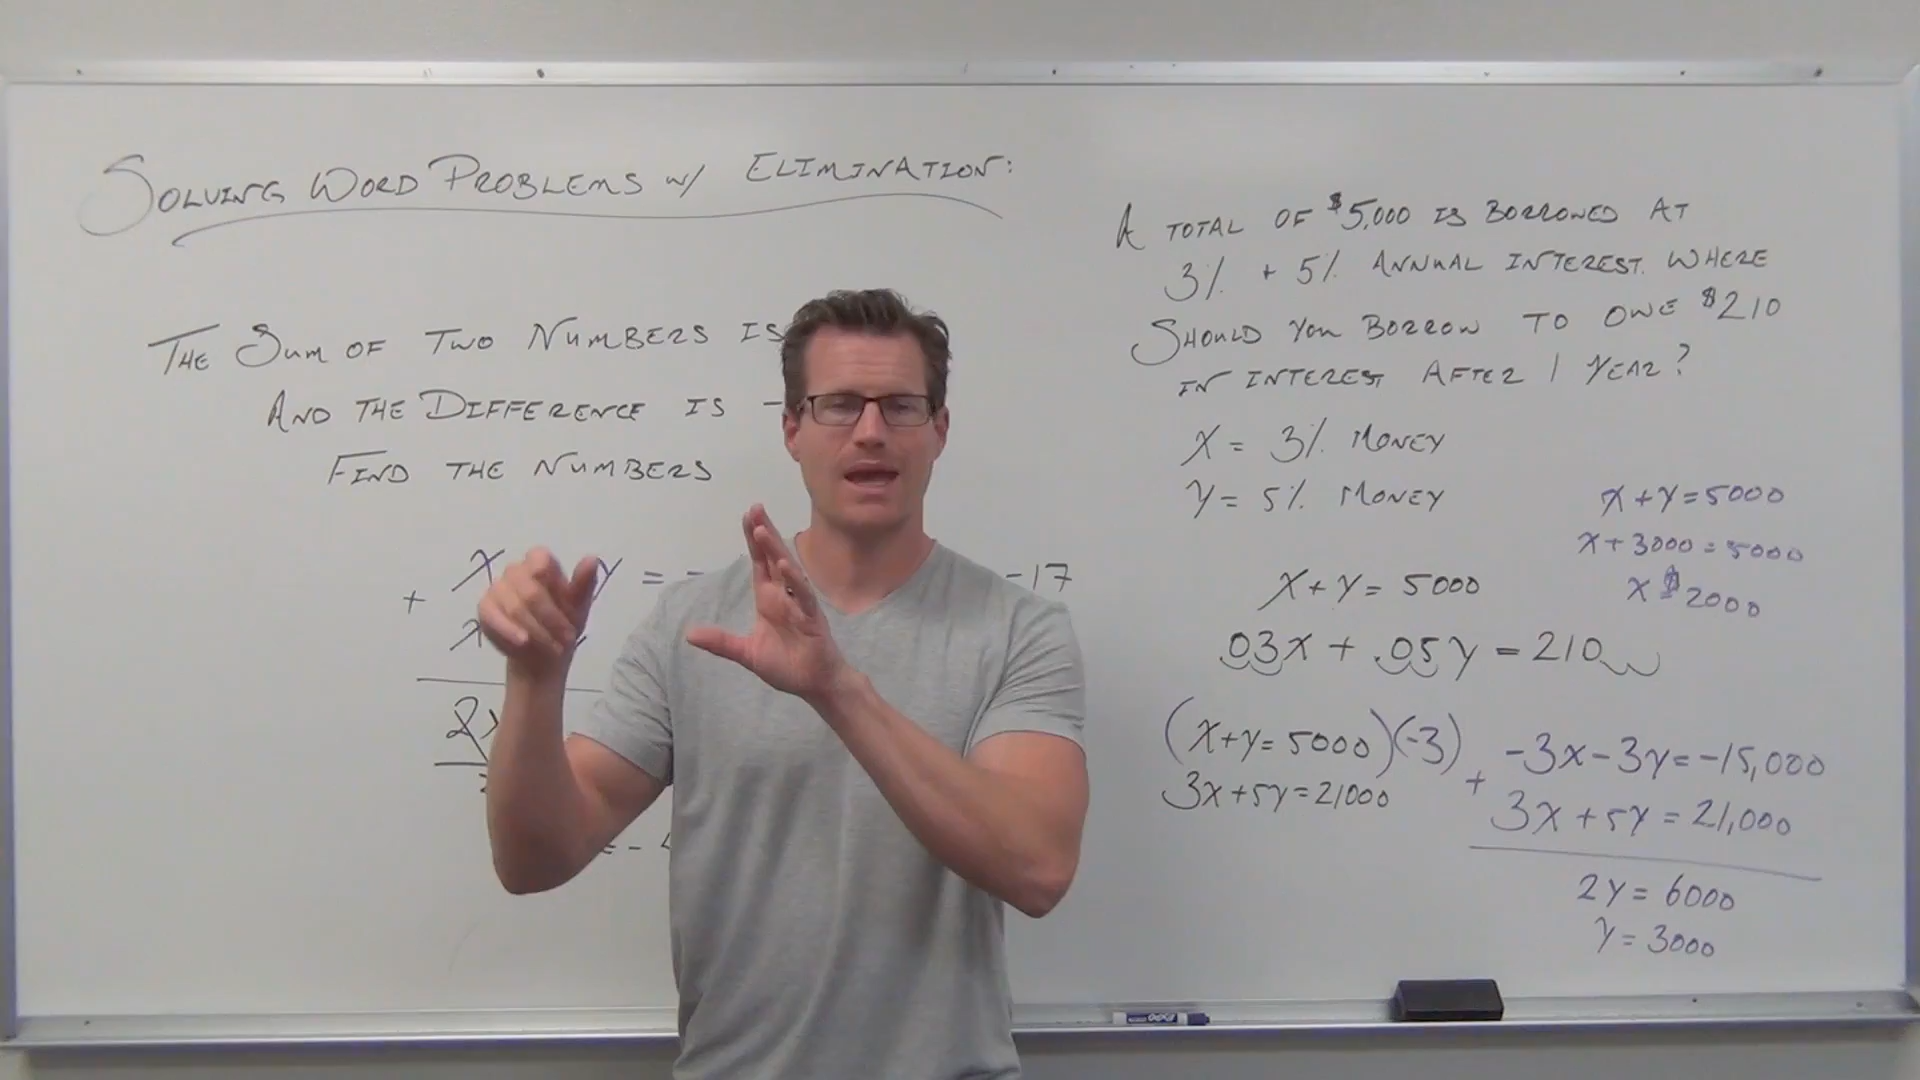 SOLVING WORD PROBLEMS W/ ELIMINATION:
THE SUM OF TWO NUMBERS IS
AND THE DIFFERENCE IS -
FIND THE NUMBERS
X y = -
+
-17
A TOTAL OF $5,000 IS BORROWED AT
3% + 5% ANNUAL INTEREST. WHERE
SHOULD YOU BORROW TO OWE $210
IN INTEREST AFTER 1 YEAR?
X = 3% MONEY
Y = 5% MONEY
X + Y = 5000
X + 3000 = 5000
X $2000
X + Y = 5000
.03X + .05Y = 210
(X+Y = 5000)(-3)
3X+5Y=21000
-3X-3Y=-15,000
+ 3X+5Y=21,000
2Y = 6000
Y = 3000
EXPO